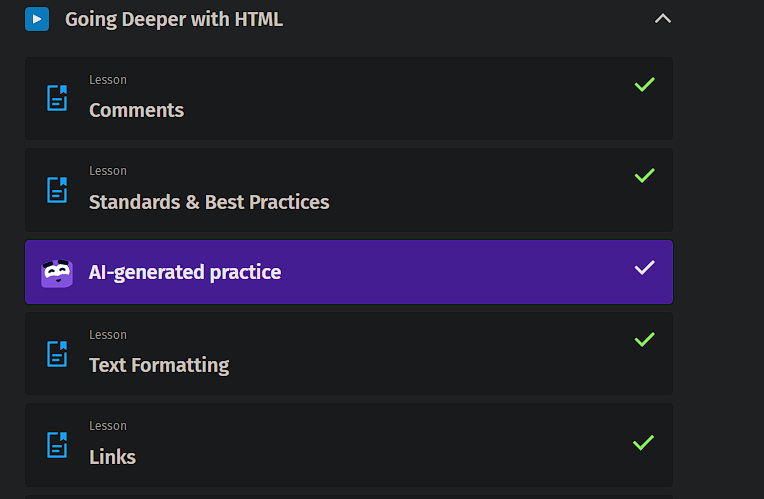 Going Deeper with HTML
Lesson
Comments
Lesson
Standards & Best Practices
AI-generated practice
Lesson
Text Formatting
Lesson
Links